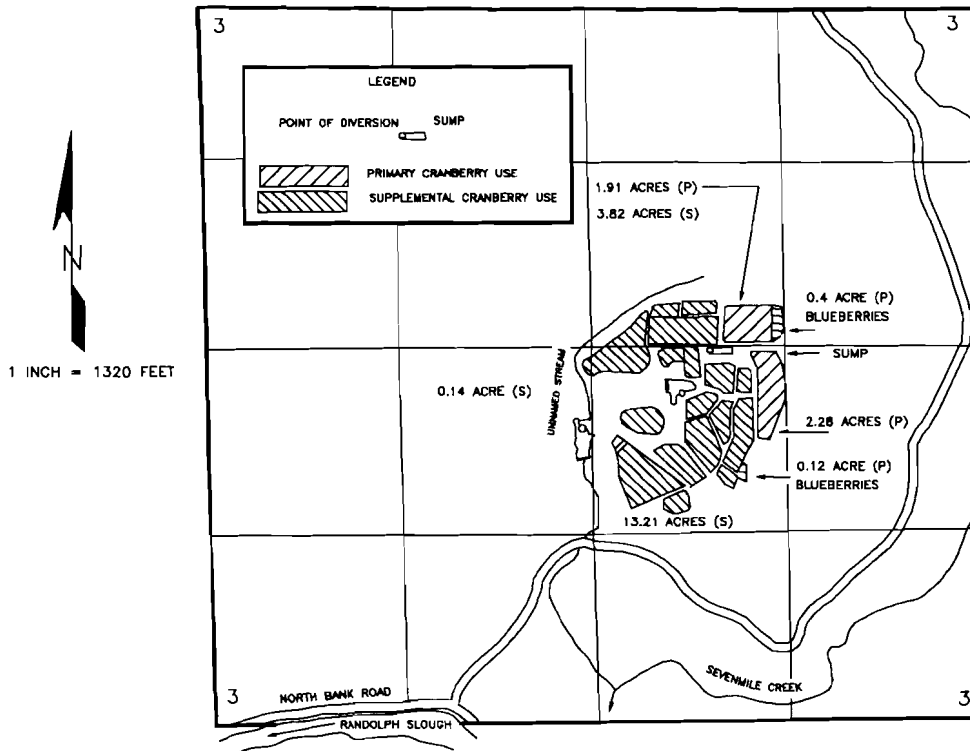 3
3
LEGEND
POINT OF DIVERSION
SUMP
PRIMARY CRANBERRY USE
SUPPLEMENTAL CRANBERRY USE
N
1 INCH = 1320 FEET
1.91 ACRES (P)
3.82 ACRES (S)
0.4 ACRE (P)
BLUEBERRIES
SUMP
0.14 ACRE (S)
UNNAMED STREAM
2.26 ACRES (P)
0.12 ACRE (P)
BLUEBERRIES
13.21 ACRES (S)
SEVENMILE CREEK
3
NORTH BANK ROAD
3
RANDOLPH SLOUGH